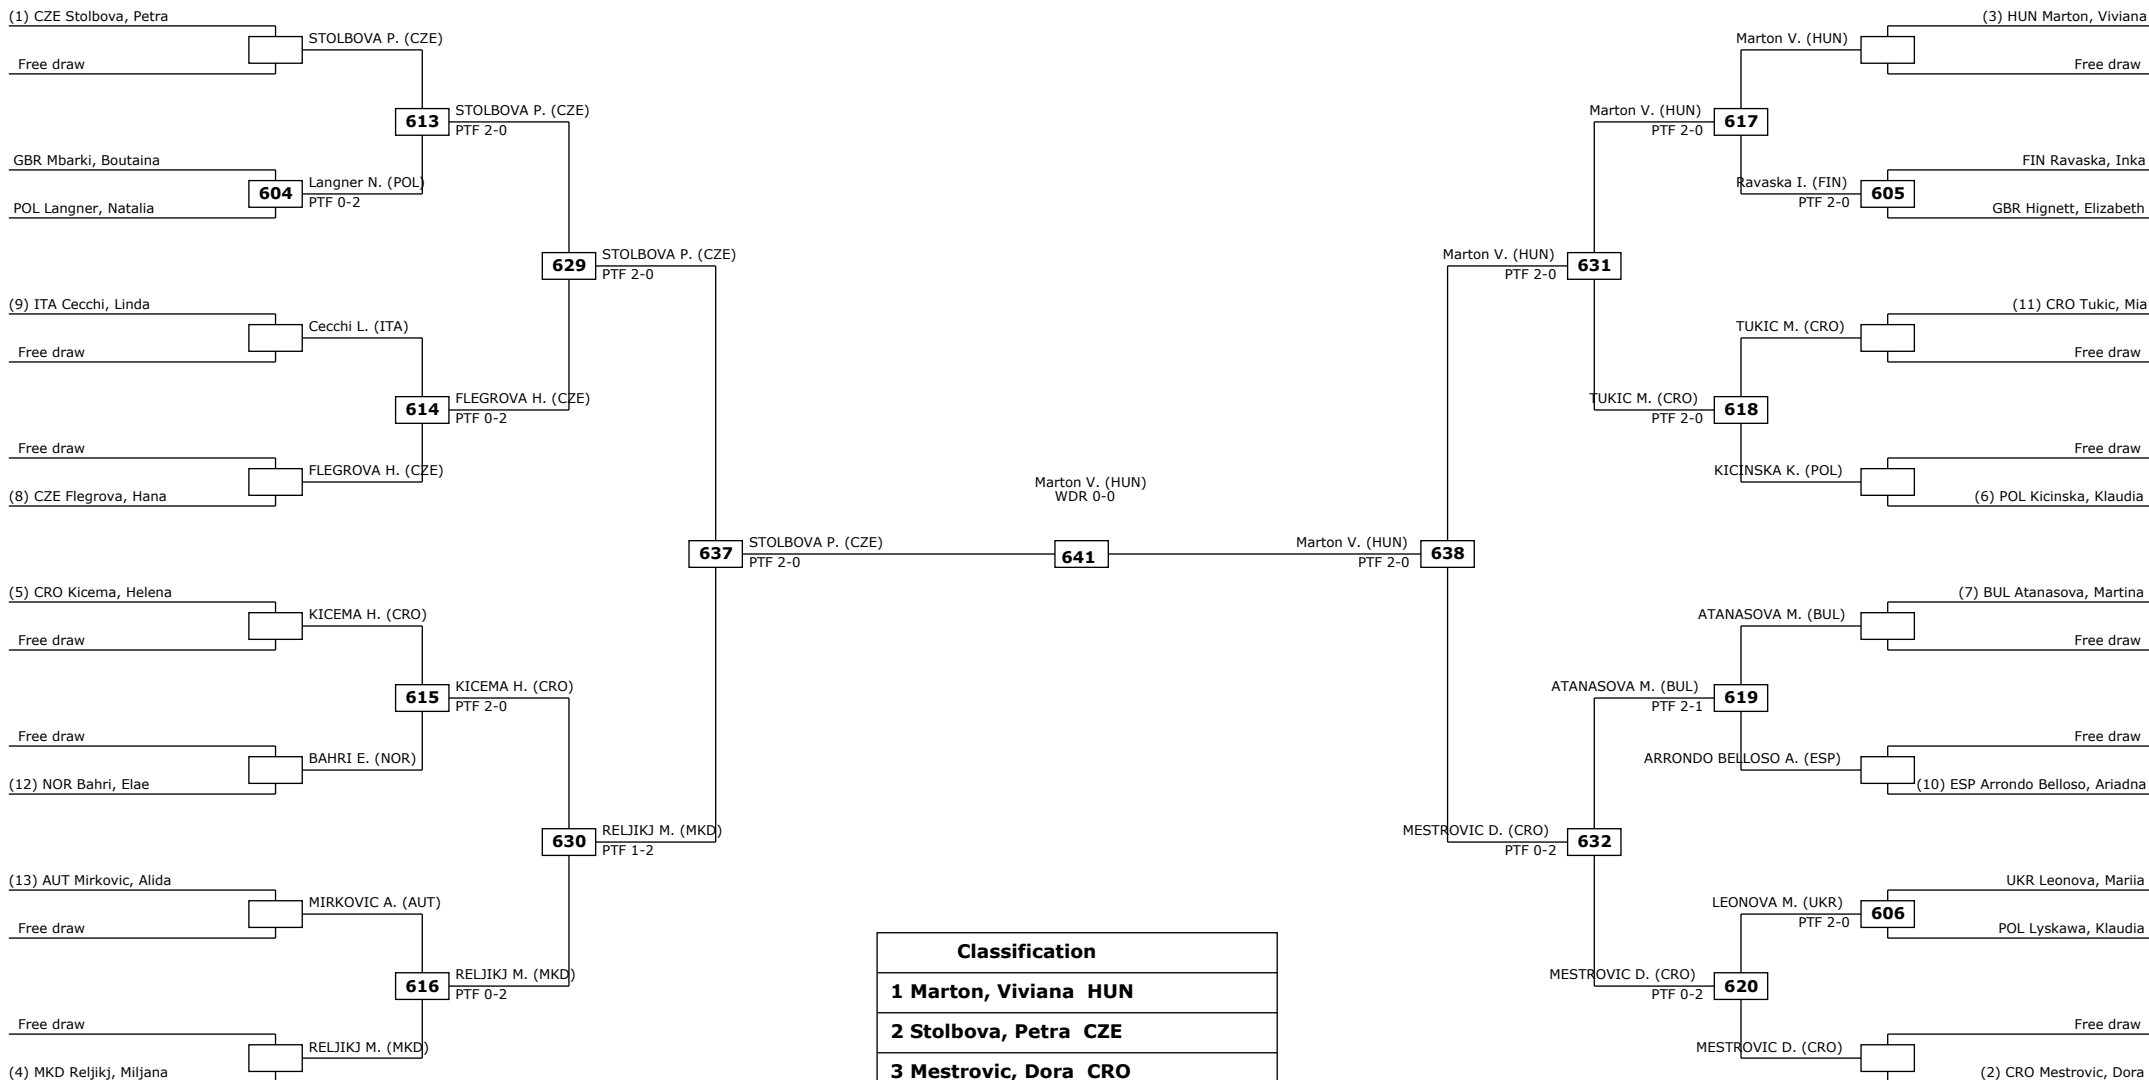 (1) CZE Stolbova, Petra
STOLBOVA P. (CZE)
Free draw
613
STOLBOVA P. (CZE)
PTF 2-0
GBR Mbarki, Boutaina
604
Langner N. (POL)
PTF 0-2
POL Langner, Natalia
629
STOLBOVA P. (CZE)
PTF 2-0
(9) ITA Cecchi, Linda
Cecchi L. (ITA)
Free draw
614
FLEGROVA H. (CZE)
PTF 0-2
Free draw
FLEGROVA H. (CZE)
(8) CZE Flegrova, Hana
637
STOLBOVA P. (CZE)
PTF 2-0
(5) CRO Kicema, Helena
KICEMA H. (CRO)
Free draw
615
KICEMA H. (CRO)
PTF 2-0
Free draw
BAHRI E. (NOR)
(12) NOR Bahri, Elae
630
RELJIKJ M. (MKD)
PTF 1-2
(13) AUT Mirkovic, Alida
MIRKOVIC A. (AUT)
Free draw
616
RELJIKJ M. (MKD)
PTF 0-2
Free draw
RELJIKJ M. (MKD)
(4) MKD Reljikj, Miljana
Marton V. (HUN)
WDR 0-0
641
Classification
1 Marton, Viviana HUN
2 Stolbova, Petra CZE
3 Mestrovic, Dora CRO
(3) HUN Marton, Viviana
Marton V. (HUN)
Free draw
Marton V. (HUN)
PTF 2-0
617
FIN Ravaska, Inka
Ravaska I. (FIN)
PTF 2-0
605
GBR Hignett, Elizabeth
Marton V. (HUN)
PTF 2-0
631
(11) CRO Tukic, Mia
TUKIC M. (CRO)
Free draw
TUKIC M. (CRO)
PTF 2-0
618
Free draw
KICINSKA K. (POL)
(6) POL Kicinska, Klaudia
Marton V. (HUN)
PTF 2-0
638
(7) BUL Atanasova, Martina
ATANASOVA M. (BUL)
Free draw
ATANASOVA M. (BUL)
PTF 2-1
619
Free draw
ARRONDO BELLOSO A. (ESP)
(10) ESP Arrondo Belloso, Ariadna
MESTROVIC D. (CRO)
PTF 0-2
632
UKR Leonova, Mariia
LEONOVA M. (UKR)
PTF 2-0
606
POL Lyskawa, Klaudia
MESTROVIC D. (CRO)
PTF 0-2
620
Free draw
MESTROVIC D. (CRO)
(2) CRO Mestrovic, Dora